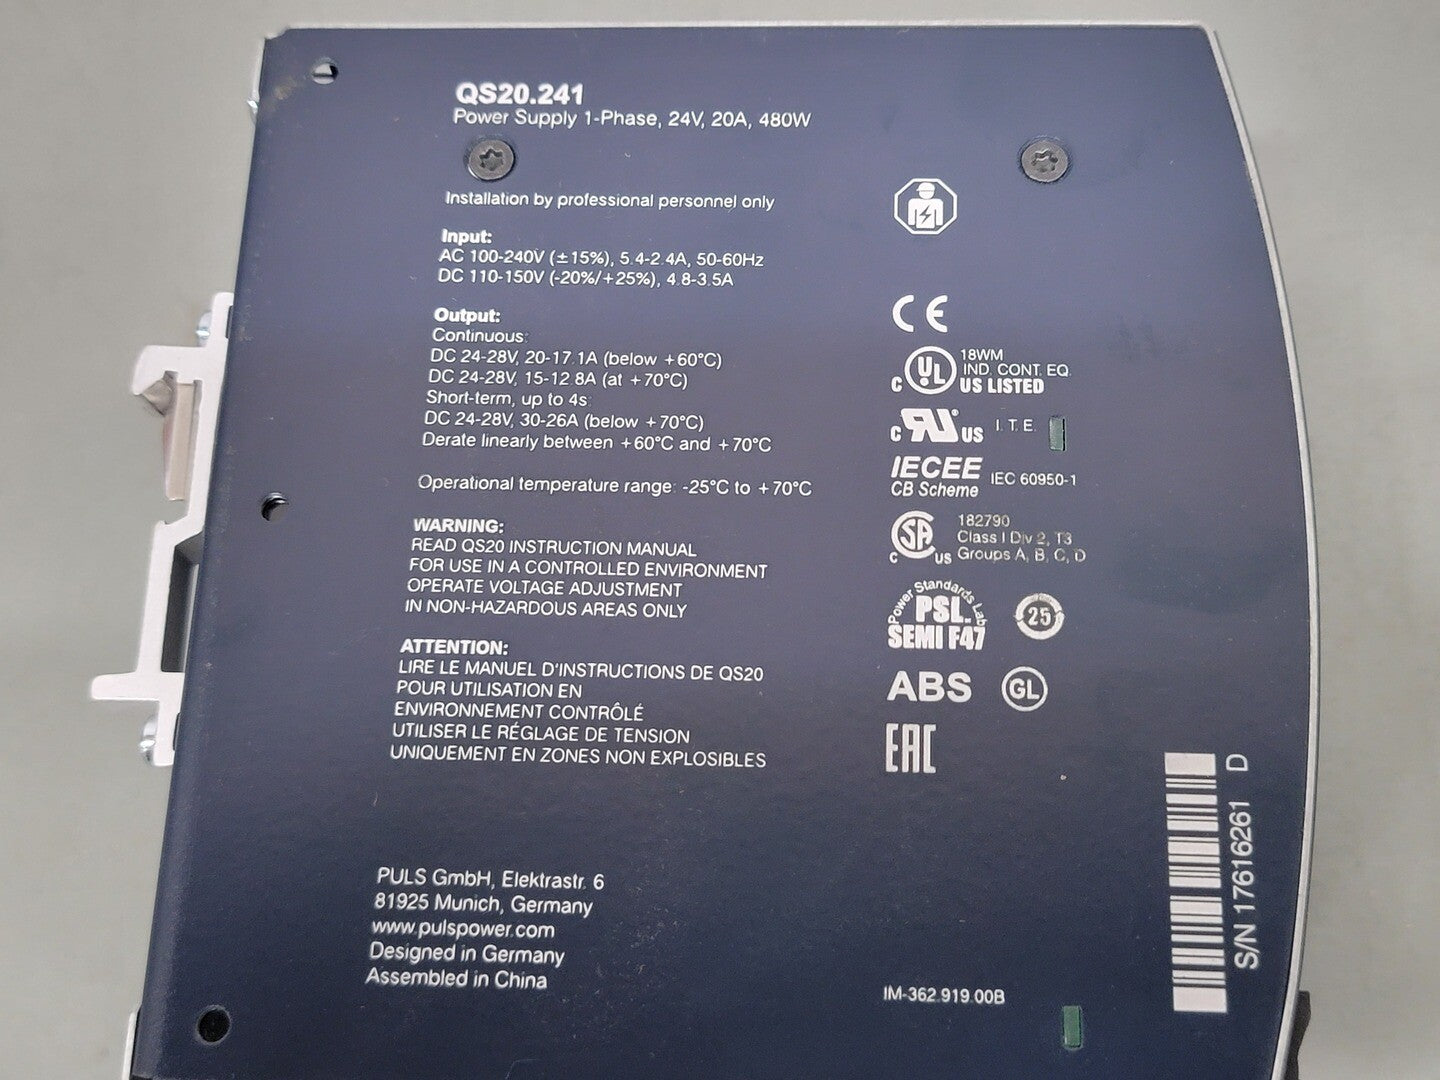 QS20.241
Power Supply 1-Phase, 24V, 20A, 480W
Installation by professional personnel only
Input:
AC 100-240V (±15%), 5.4-2.4A, 50-60Hz
DC 110-150V (-20%/+25%), 4.8-3.5A
Output:
Continuous:
DC 24-28V, 20-17.1A (below +60°C)
DC 24-28V, 15-12.8A (at +70°C)
Short-term, up to 4s:
DC 24-28V, 30-26A (below +70°C)
Derate linearly between +60°C and +70°C
Operational temperature range: -25°C to +70°C
WARNING:
READ QS20 INSTRUCTION MANUAL
FOR USE IN A CONTROLLED ENVIRONMENT
OPERATE VOLTAGE ADJUSTMENT
IN NON-HAZARDOUS AREAS ONLY
ATTENTION:
LIRE LE MANUEL D'INSTRUCTIONS DE QS20
POUR UTILISATION EN
ENVIRONNEMENT CONTRÔLÉ
UTILISER LE RÉGLAGE DE TENSION
UNIQUEMENT EN ZONES NON EXPLOSIBLES
PULS GmbH, Elektrastr. 6
81925 Munich, Germany
www.pulspower.com
Designed in Germany
Assembled in China
CE
C UL 18WM
IND. CONT. EQ.
US LISTED
C RU US I.T.E.
IECEE
CB Scheme IEC 60950-1
C SA US 182790
Class I Div 2, T3
Groups A, B, C, D
Power Standards Lab
PSL.
SEMI F47
25
ABS GL
EAC
IM-362.919.00B
S/N 17616261 D